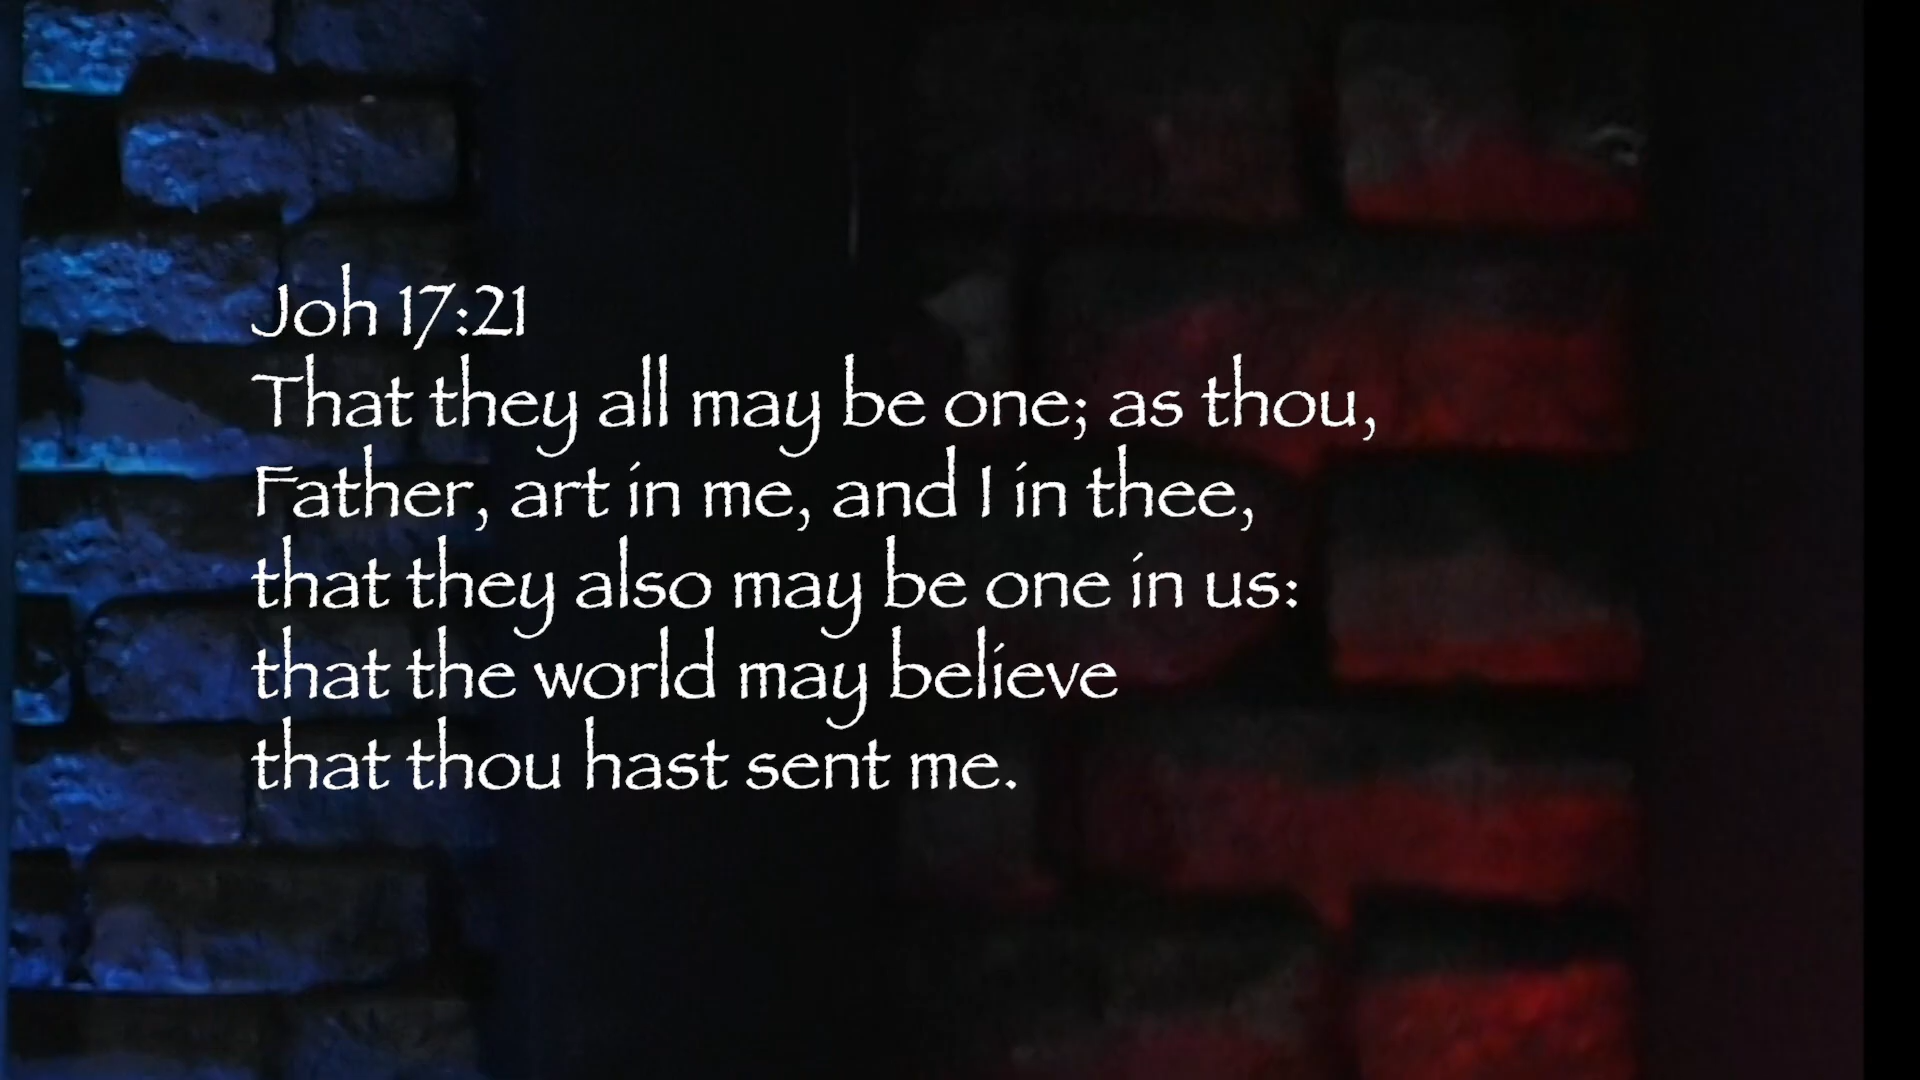 Joh 17:21
That they all may be one; as thou,
Father, art in me, and I in thee,
that they also may be one in us:
that the world may believe
that thou hast sent me.